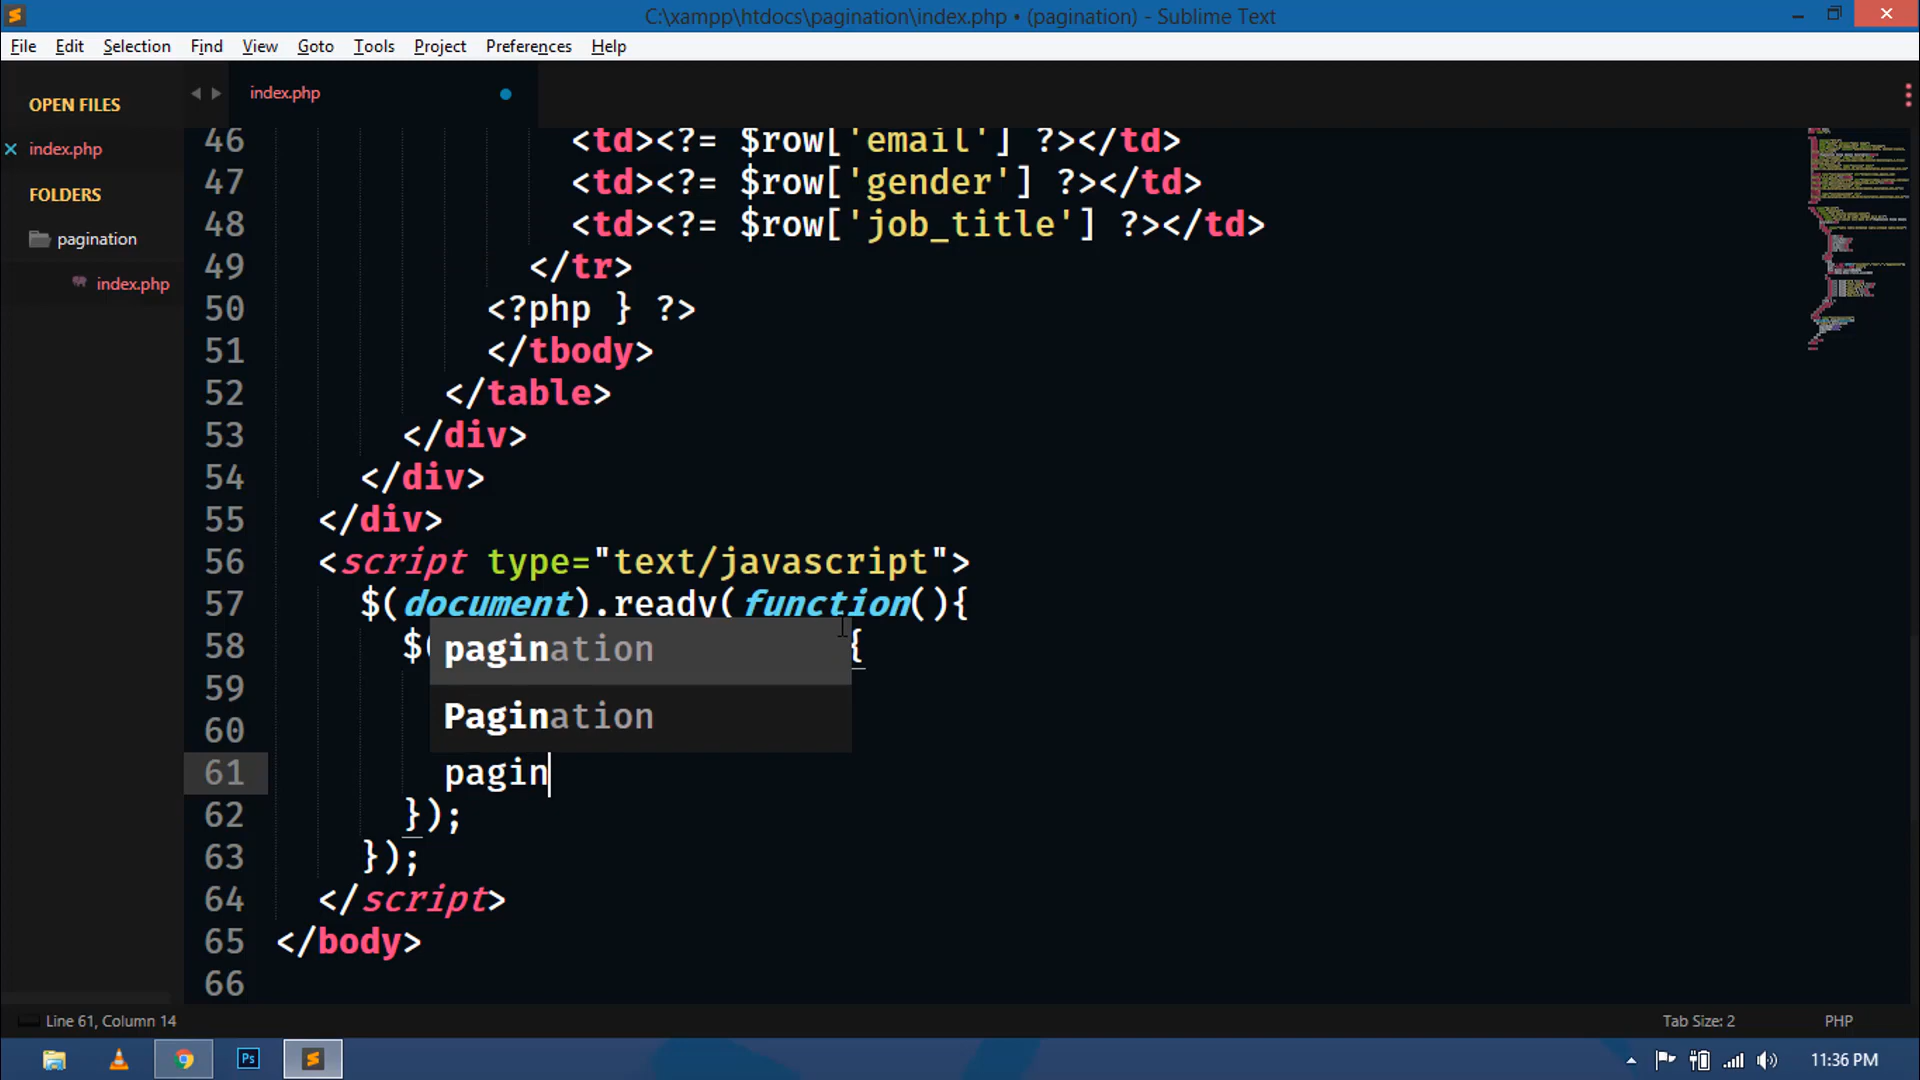 C:\xampp\htdocs\pagination\index.php • (pagination) - Sublime Text
File Edit Selection Find View Goto Tools Project Preferences Help
OPEN FILES
index.php
FOLDERS
pagination
index.php
index.php
46 <td><?= $row['email'] ?></td>
47 <td><?= $row['gender'] ?></td>
48 <td><?= $row['job_title'] ?></td>
49 </tr>
50 <?php } ?>
51 </tbody>
52 </table>
53 </div>
54 </div>
55 </div>
56 <script type="text/javascript">
57 $(document).ready(function(){
58 $( {
pagination
59
Pagination
60
61 pagin
62 });
63 });
64 </script>
65 </body>
66
Line 61, Column 14
Tab Size: 2 PHP
Ps
11:36 PM